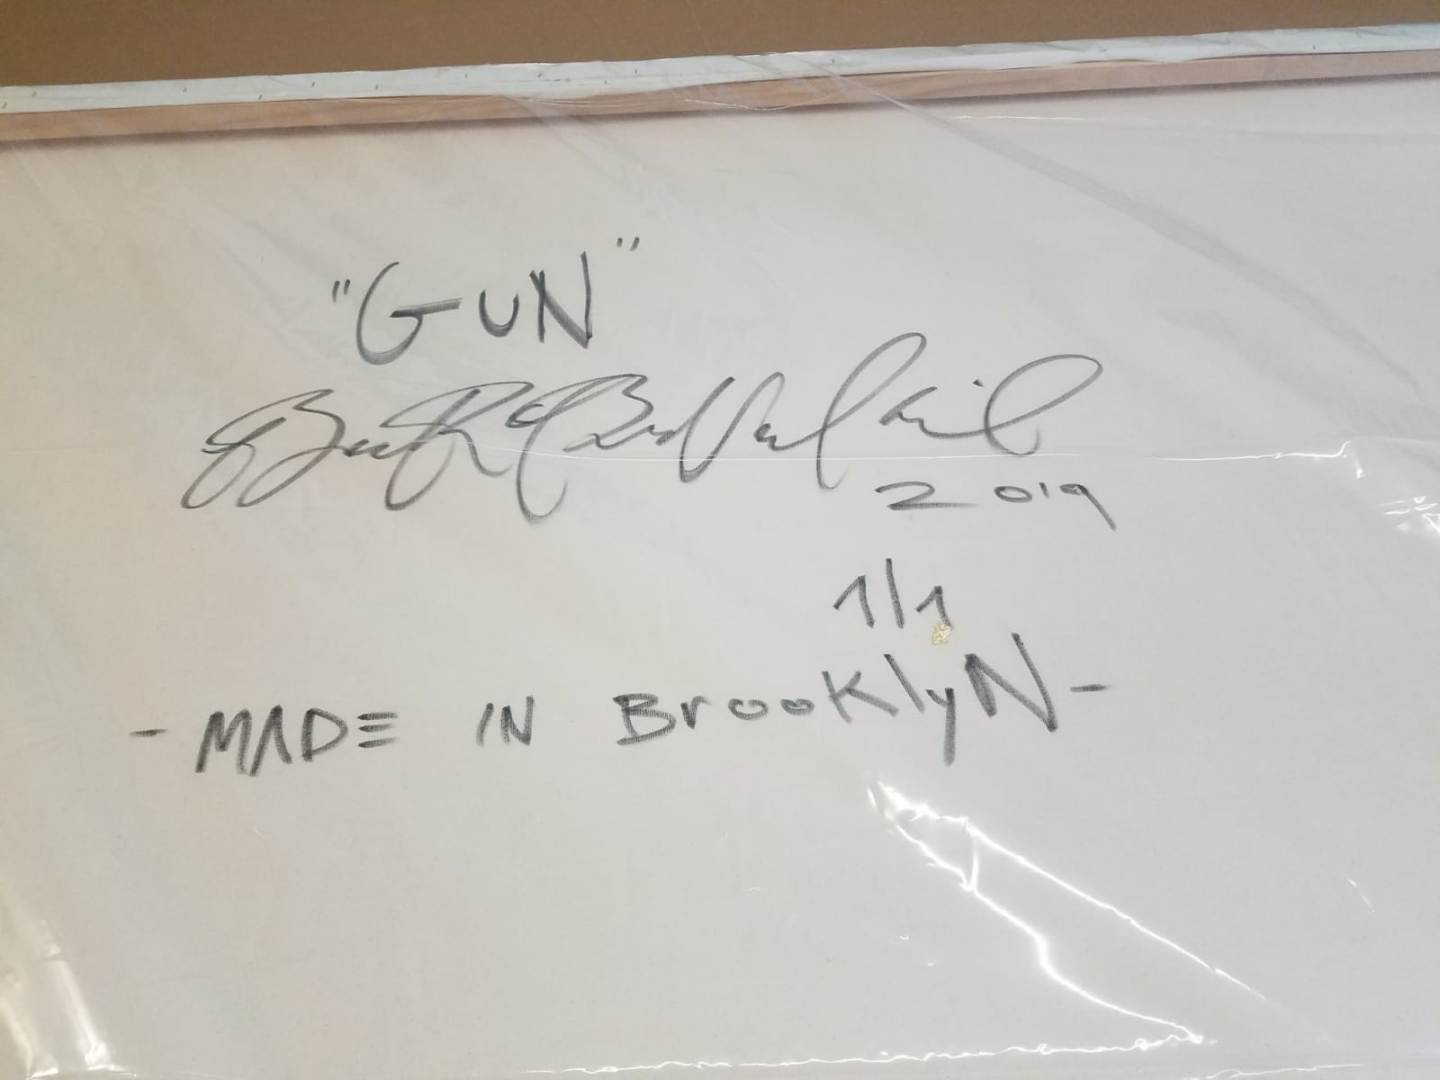 "GUN"
2019
1/1
- MADE IN BrooKlyN -